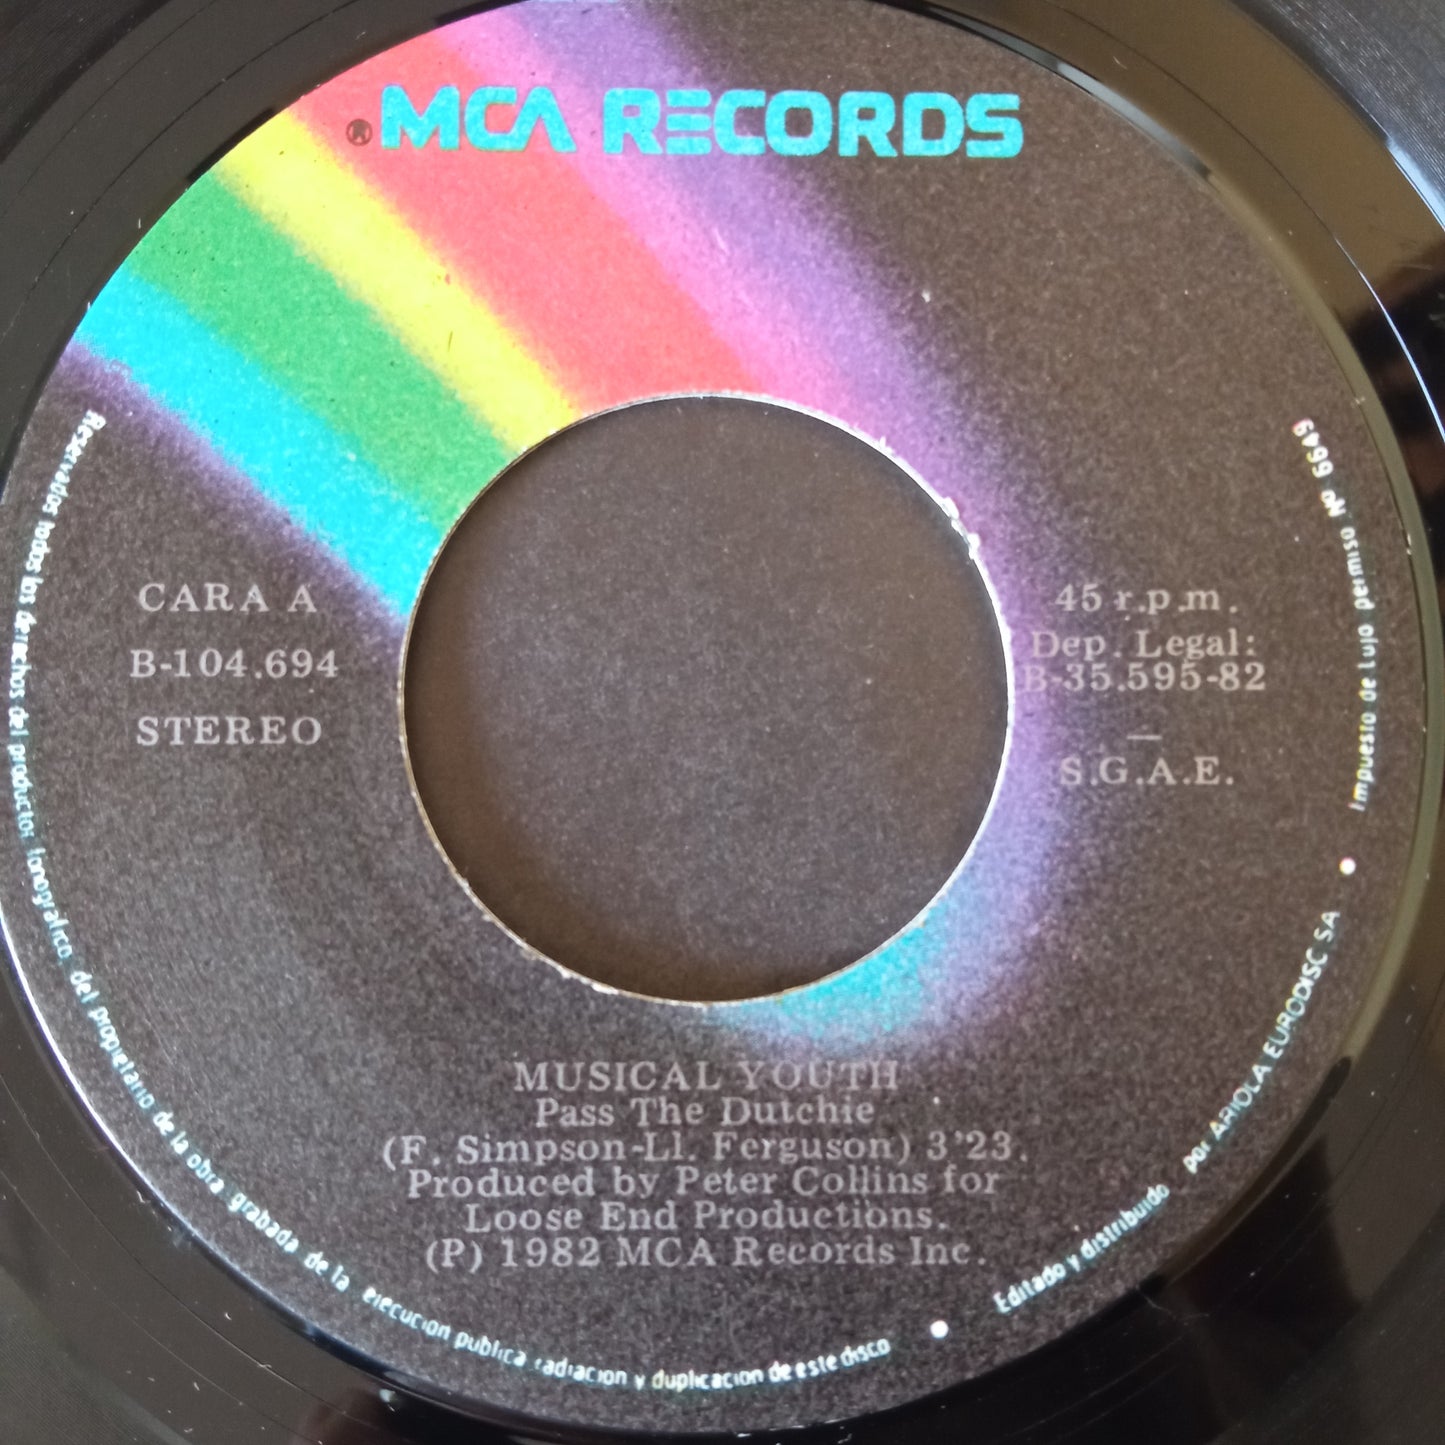 ® MCA RECORDS
CARA A
B-104.694
STEREO
45 r.p.m.
Dep. Legal:
B-35.595-82
—
S.G.A.E.
MUSICAL YOUTH
Pass The Dutchie
(F. Simpson-Ll. Ferguson) 3'23.
Produced by Peter Collins for
Loose End Productions.
(P) 1982 MCA Records Inc.
Reservados todos los derechos del productor fonografico del propietario de la obra grabada de la ejecucion publica radiacion y duplicacion de este disco • Editado y distribuido por ARIOLA EURODISC SA • Impuesto de Lujo permiso Nº 6649